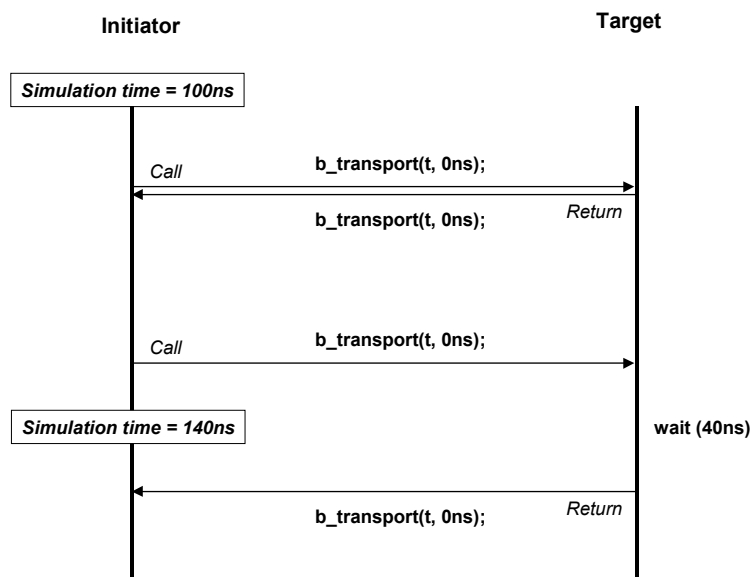 Initiator
Target
Simulation time = 100ns
Call
b_transport(t, 0ns);
b_transport(t, 0ns);
Return
Call
b_transport(t, 0ns);
Simulation time = 140ns
wait (40ns)
b_transport(t, 0ns);
Return